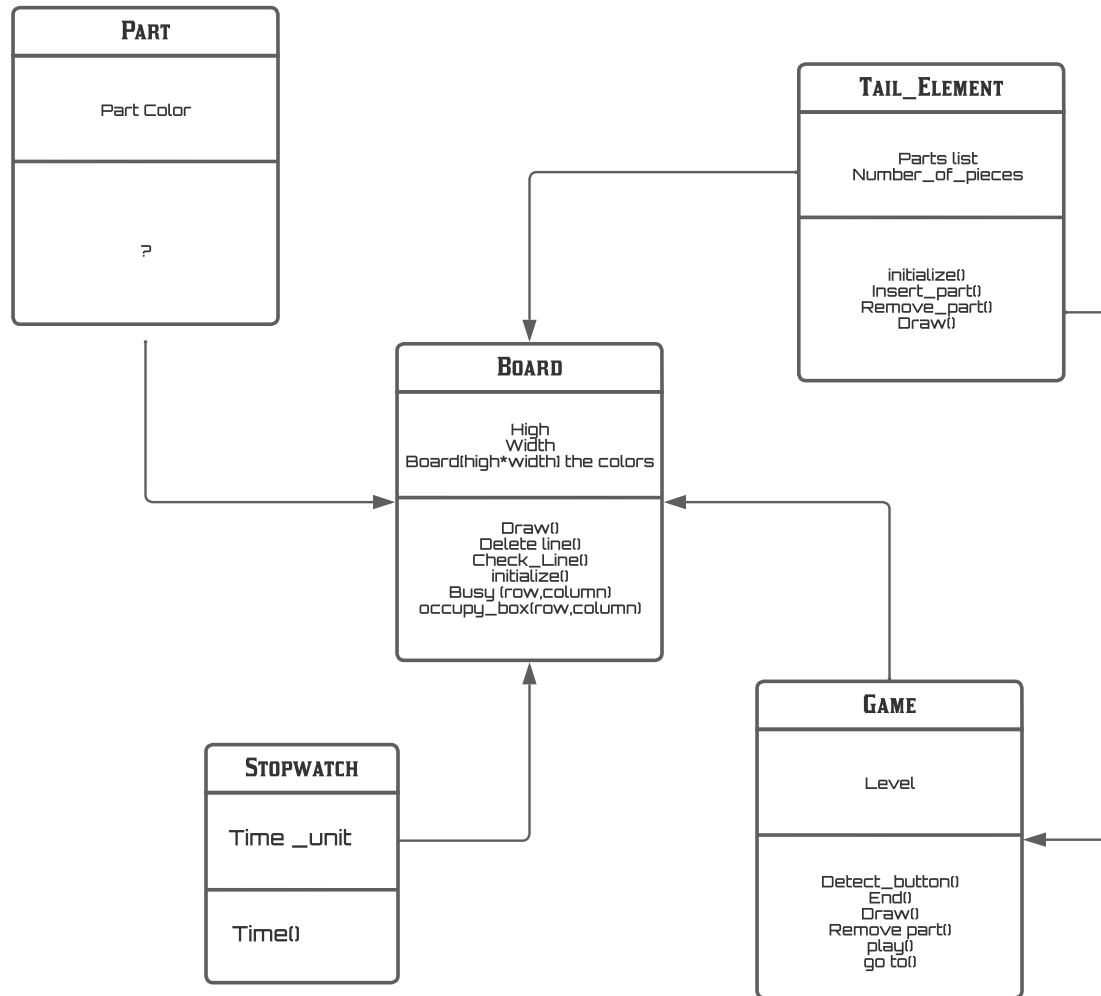 Part
Part Color
?
Tail_Element
Parts list
Number_of_pieces
initialize()
Insert_part()
Remove_part()
Draw()
Board
High
Width
Board[high*width] the colors
Draw()
Delete line()
Check_Line()
initialize()
Busy (row,column)
occupy_box(row,column)
Stopwatch
Time _unit
Time()
Game
Level
Detect_button()
End()
Draw()
Remove part()
play()
go to()